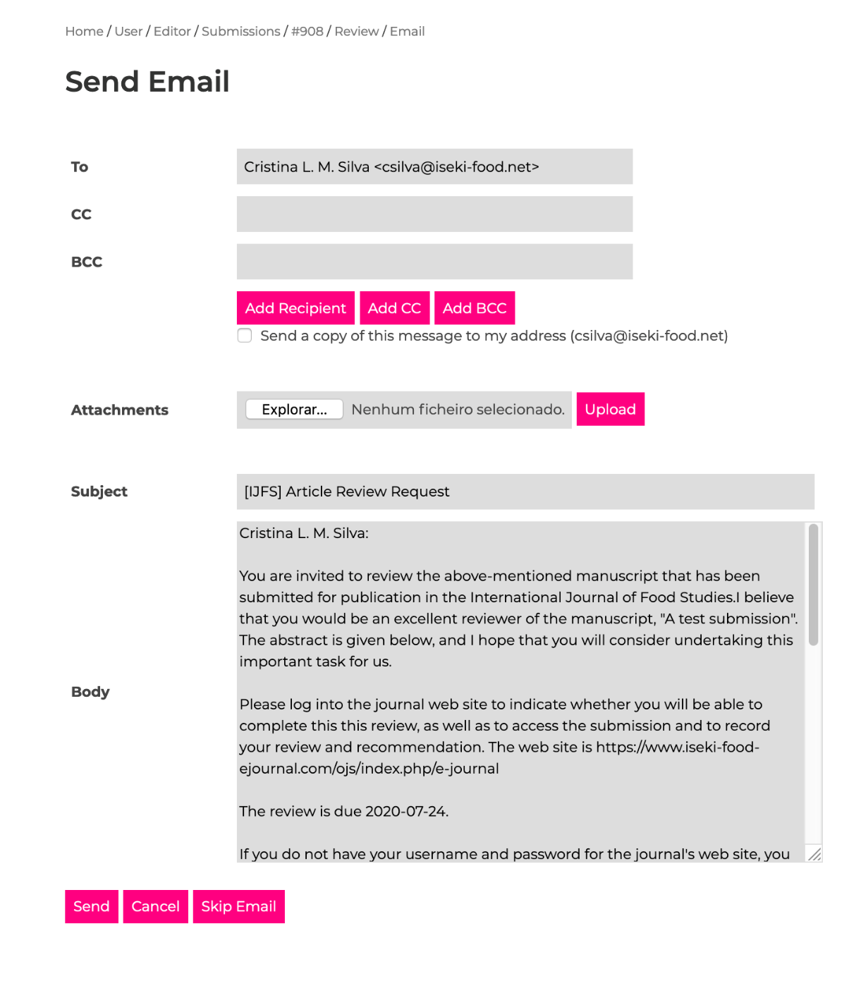 Home / User / Editor / Submissions / #908 / Review / Email
Send Email
To
Cristina L. M. Silva <csilva@iseki-food.net>
CC
BCC
Add Recipient Add CC Add BCC
Send a copy of this message to my address (csilva@iseki-food.net)
Attachments
Explorar... Nenhum ficheiro selecionado. Upload
Subject
[IJFS] Article Review Request
Body
Cristina L. M. Silva:
You are invited to review the above-mentioned manuscript that has been
submitted for publication in the International Journal of Food Studies.I believe
that you would be an excellent reviewer of the manuscript, "A test submission".
The abstract is given below, and I hope that you will consider undertaking this
important task for us.
Please log into the journal web site to indicate whether you will be able to
complete this this review, as well as to access the submission and to record
your review and recommendation. The web site is https://www.iseki-food-
ejournal.com/ojs/index.php/e-journal
The review is due 2020-07-24.
If you do not have your username and password for the journal's web site, you
Send Cancel Skip Email